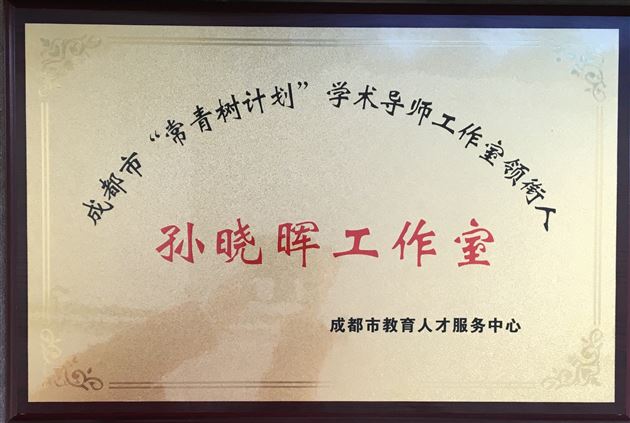 成都市“常青树计划”学术导师工作室领衔人
孙晓晖工作室
成都市教育人才服务中心